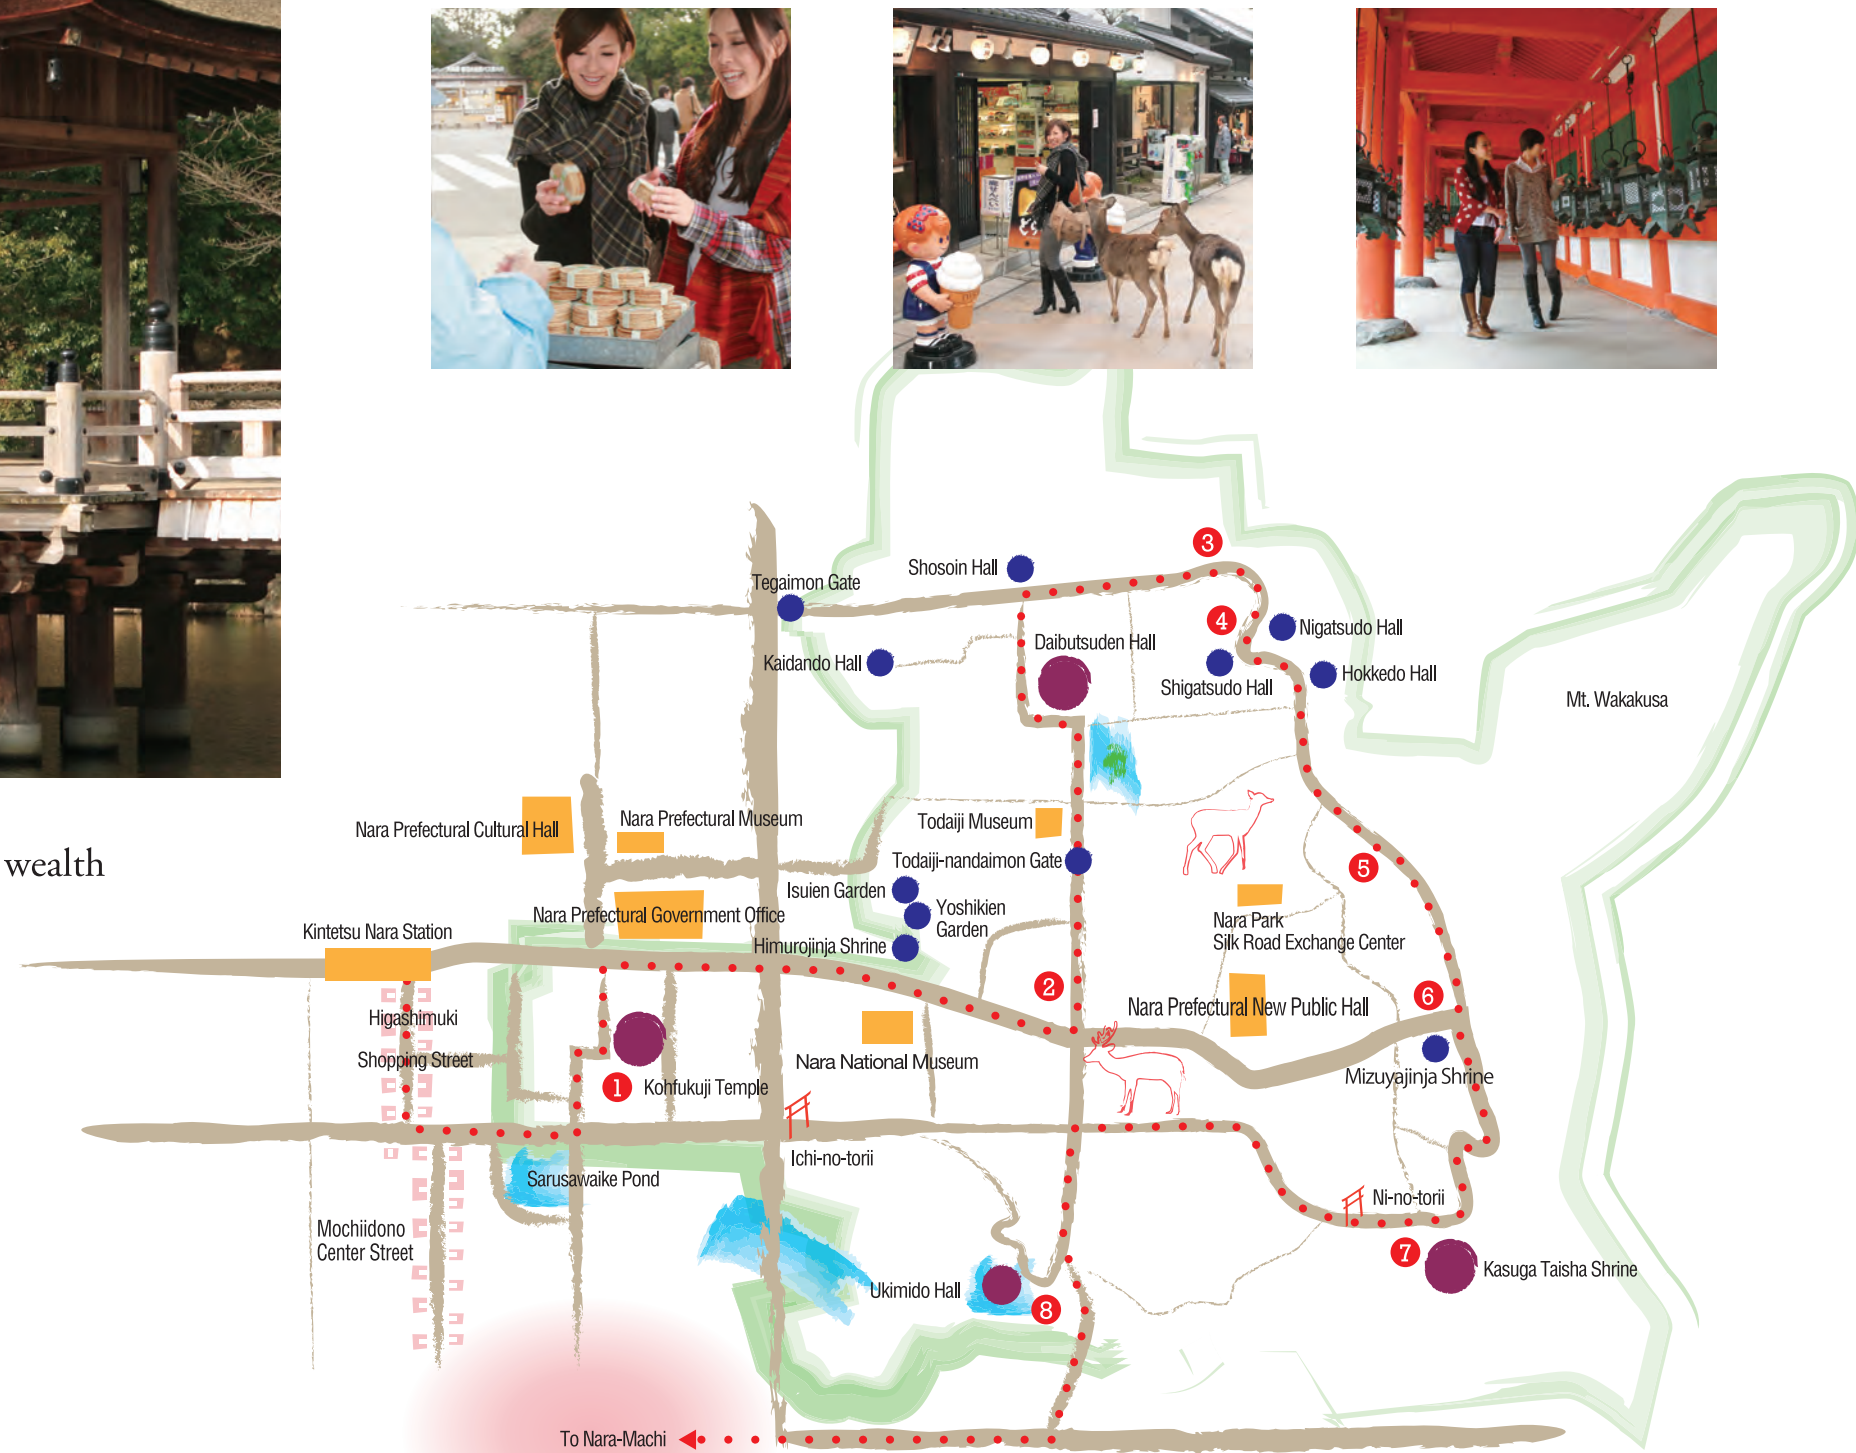 wealth
3
Shosoin Hall
Tegaimon Gate
4
Nigatsudo Hall
Daibutsuden Hall
Kaidando Hall
Shigatsudo Hall
Hokkedo Hall
Mt. Wakakusa
Nara Prefectural Cultural Hall
Nara Prefectural Museum
Todaiji Museum
Todaiji-nandaimon Gate
5
Isuien Garden
Yoshikien
Garden
Nara Prefectural Government Office
Nara Park
Silk Road Exchange Center
Kintetsu Nara Station
Himurojinja Shrine
2
6
Nara Prefectural New Public Hall
Higashimuki
Shopping Street
Nara National Museum
Mizuyajinja Shrine
1
Kohfukuji Temple
Ichi-no-torii
Sarusawaike Pond
Ni-no-torii
Mochiidono
Center Street
7
Kasuga Taisha Shrine
Ukimido Hall
8
To Nara-Machi